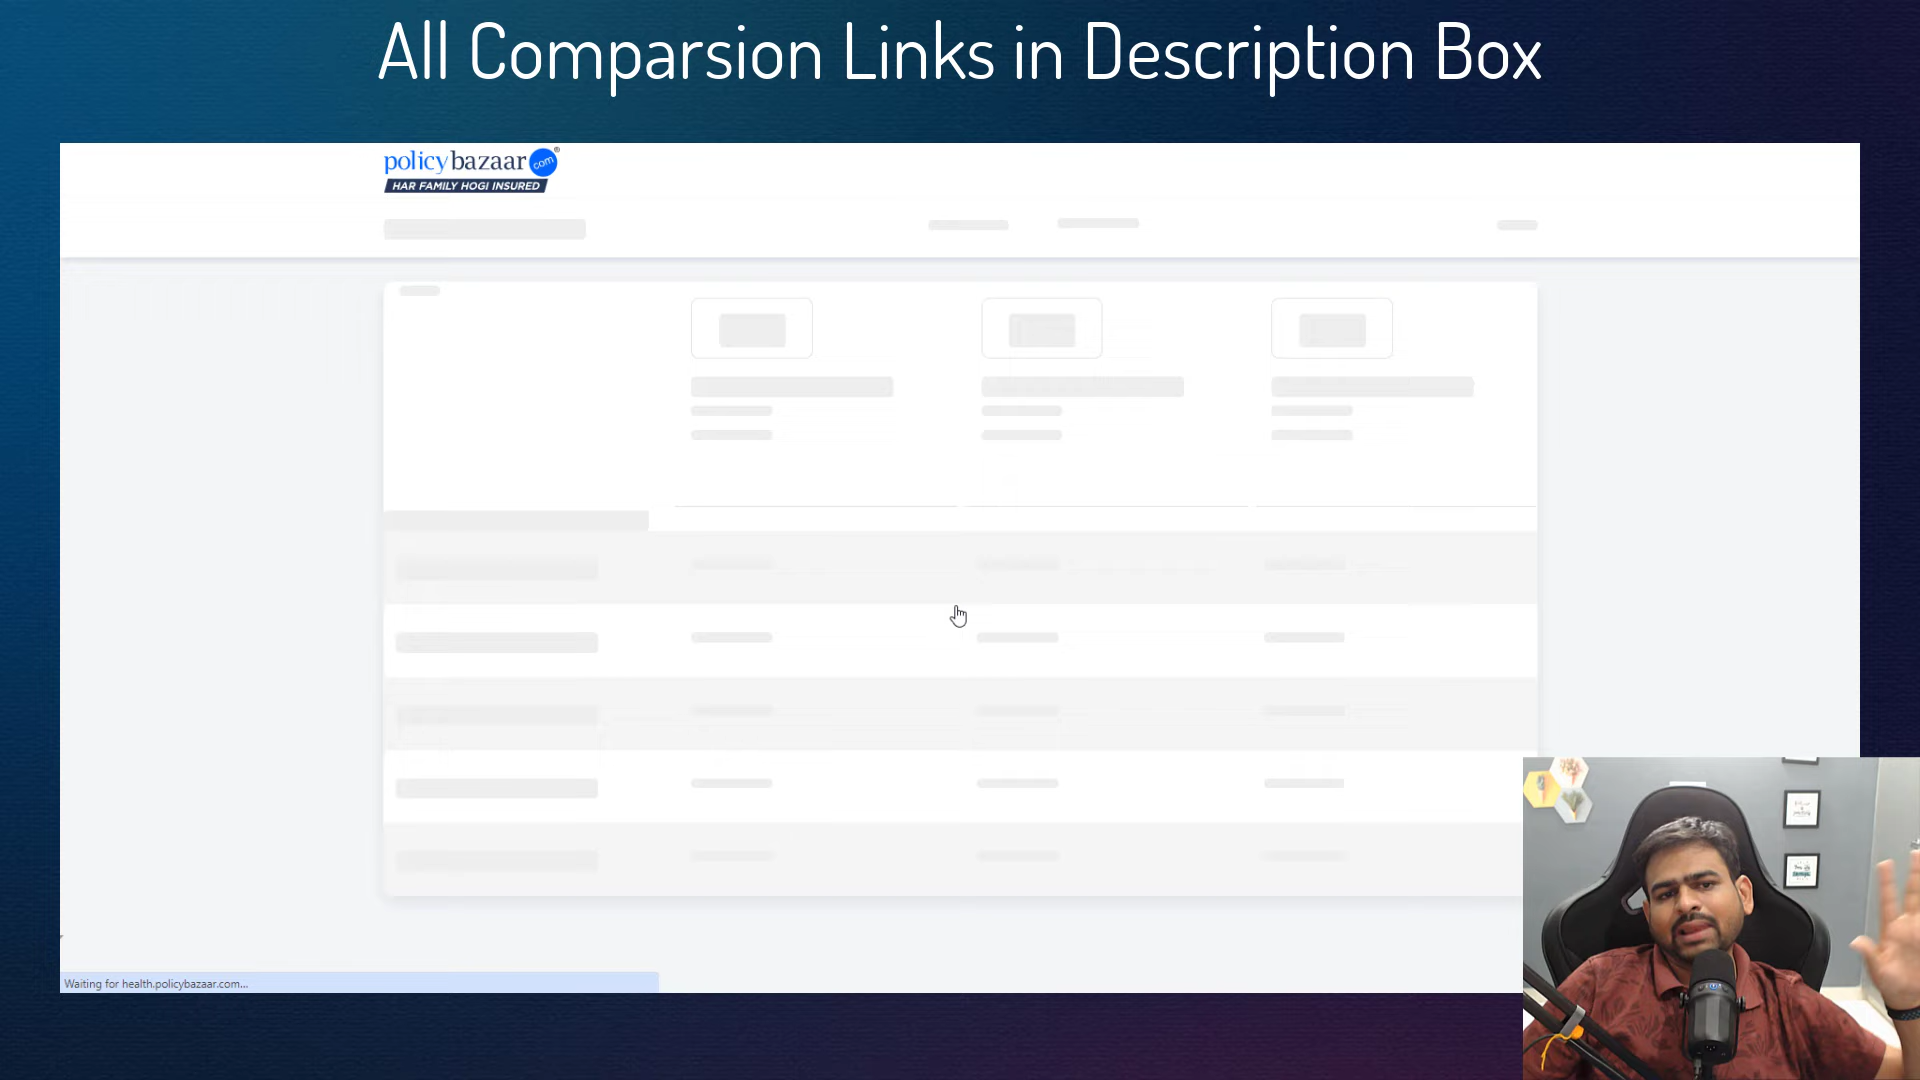 All Comparsion Links in Description Box
policybazaar com®
HAR FAMILY HOGI INSURED
Waiting for health.policybazaar.com...